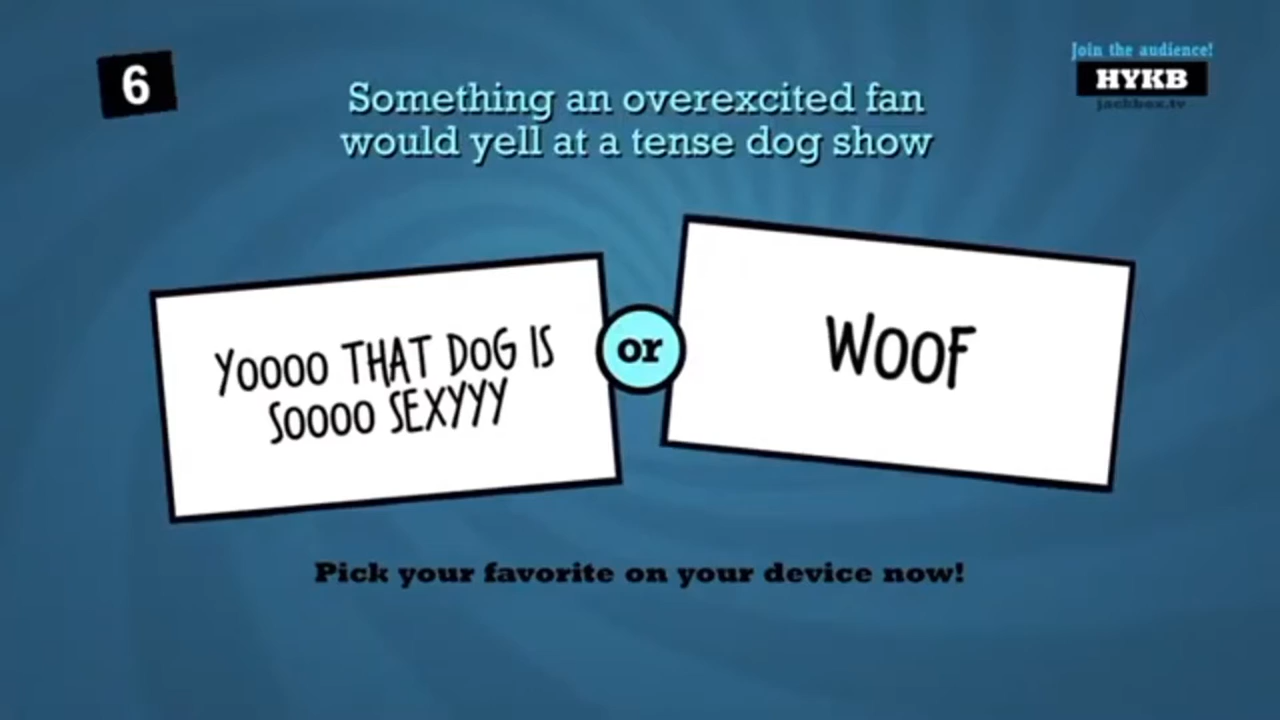 6
Join the audience!
HYKB
jackbox.tv
Something an overexcited fan
would yell at a tense dog show
YOOOO THAT DOG IS
SOOOO SEXYYY
or
WOOF
Pick your favorite on your device now!